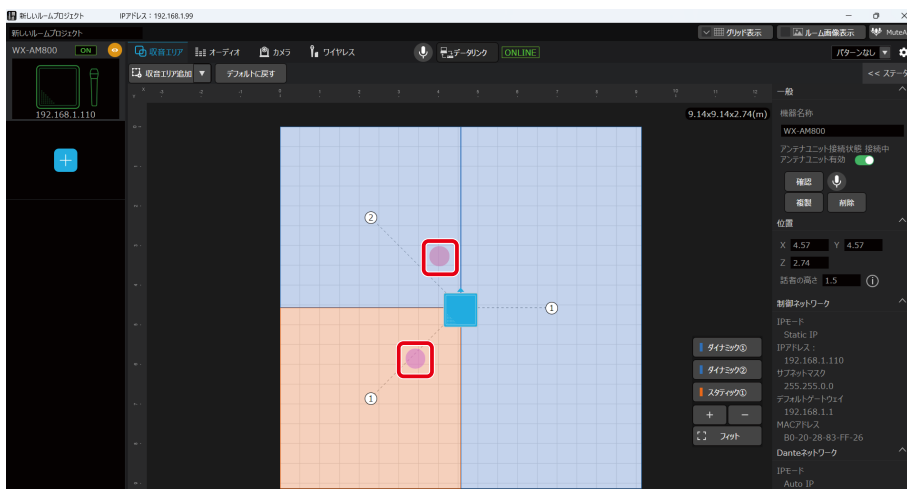 新しいルームプロジェクト IPアドレス：192.168.1.99
新しいルームプロジェクト
グリッド表示 ルーム画像表示 MuteA
WX-AM800 ON
収音エリア オーディオ カメラ ワイヤレス データリンク ONLINE
パターンなし
収音エリア追加 デフォルトに戻す
<< ステータ
192.168.1.110
9.14x9.14x2.74(m)
一般
機器名称
WX-AM800
アンテナユニット接続状態 接続中
アンテナユニット有効
確認
複製 削除
位置
X 4.57 Y 4.57
Z 2.74
話者の高さ 1.5
②
①
①
制御ネットワーク
IPモード
Static IP
IPアドレス：
192.168.1.110
サブネットマスク
255.255.0.0
デフォルトゲートウェイ
192.168.1.1
MACアドレス
B0-20-28-83-FF-26
Danteネットワーク
IPモード
Auto IP
ダイナミック①
ダイナミック②
スタティック①
+ −
フィット